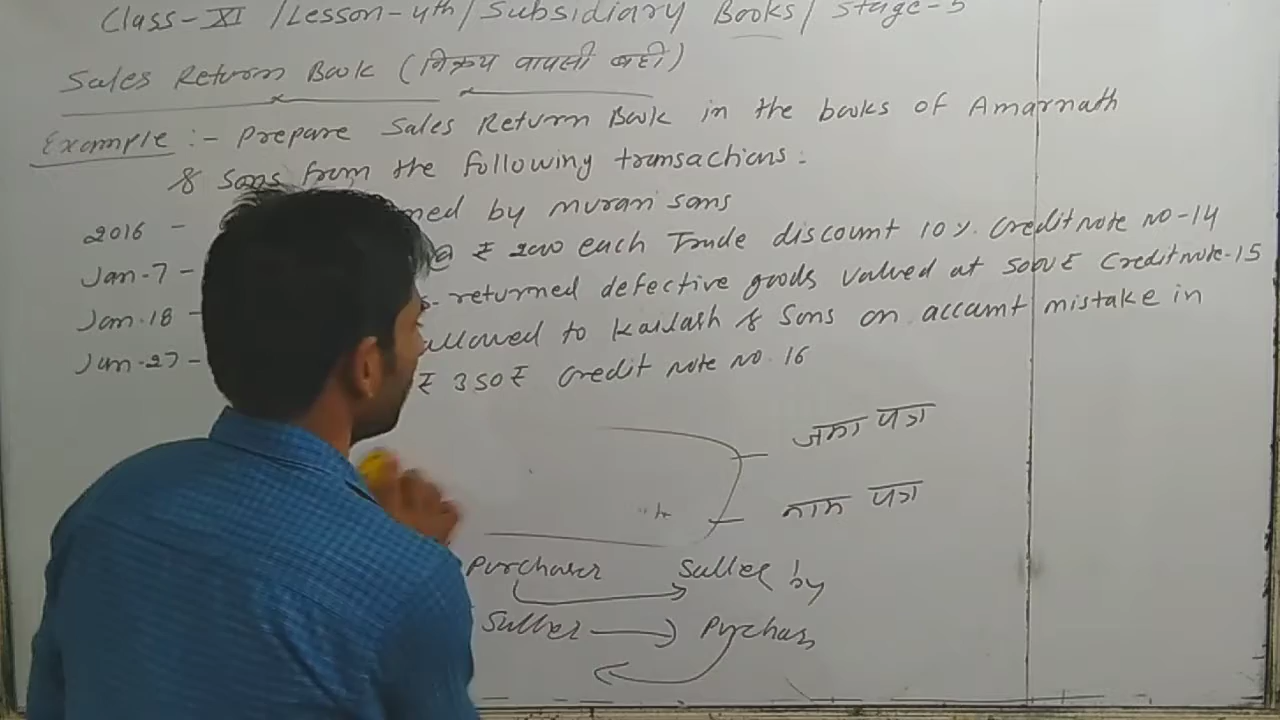 Class-XI /Lesson-4th/Subsidiary Books/ Stage-5
Sales Return Book (विक्रय वापसी बही)
Example :- Prepare Sales Return Book in the books of Amarnath
& Sons from the following transactions:
2016 - ned by Murari Sons
Jan-7 - @ ₹ 2000 each Trade discount 10%. Credit note no-14
Jan-18 - s- returned defective goods valued at 500₹ Credit note-15
Jan-27- allowed to Kailash & Sons on account mistake in
₹ 350₹ Credit note no. 16
जमा पत्र
नाम पत्र
Purchaser Seller by
Seller Purchas